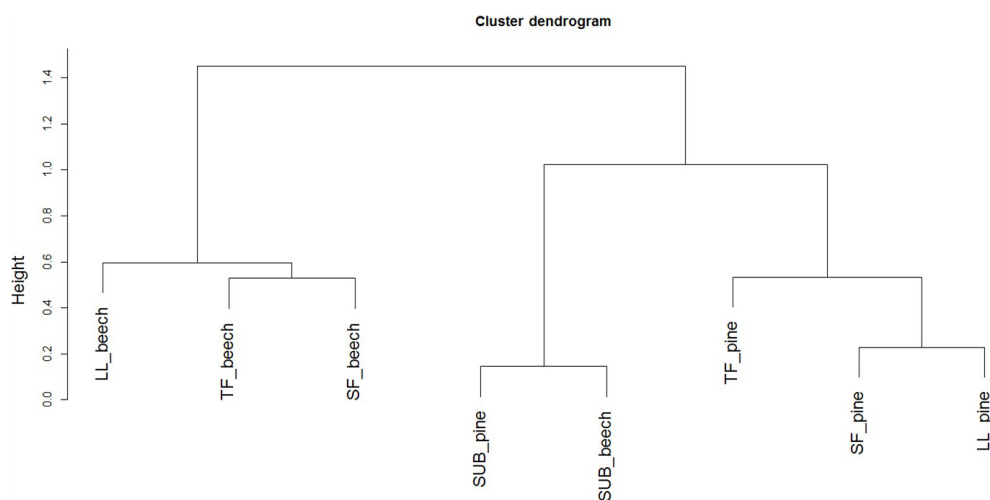 Cluster dendrogram
Height
1.4
1.2
1.0
0.8
0.6
0.4
0.2
0.0
LL_beech
TF_beech
SF_beech
SUB_pine
SUB_beech
TF_pine
SF_pine
LL_pine